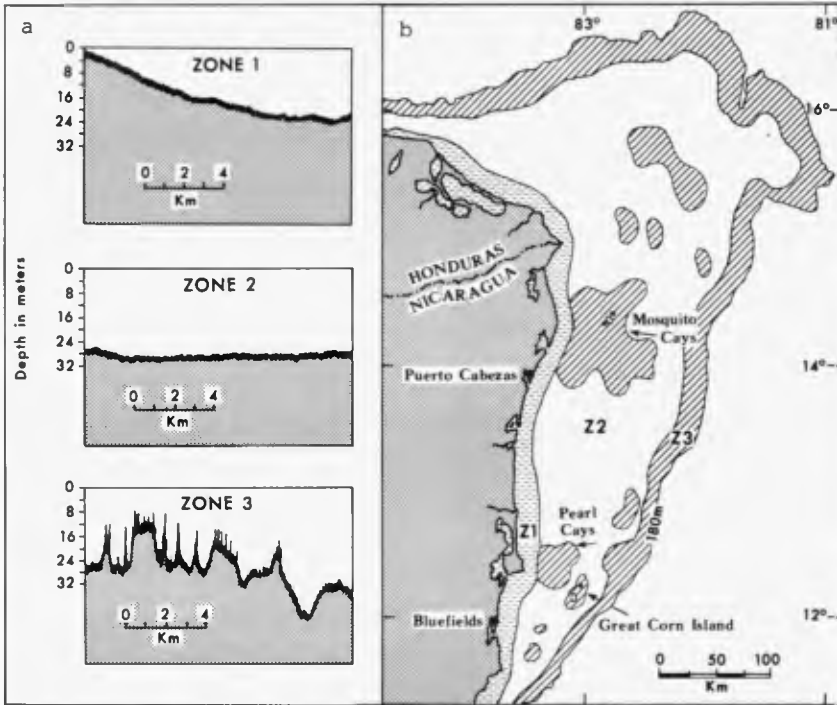 a
ZONE 1
0
8
16
24
32
0 2 4
Km
Depth in meters
ZONE 2
0
8
16
24
32
0 2 4
Km
ZONE 3
0
8
16
24
32
0 2 4
Km
b
83°
81°
16°
HONDURAS
NICARAGUA
Mosquito
Cays
14°
Puerto Cabezas
Z2
Z3
Pearl
Cays
Z1
180m
12°
Bluefields
Great Corn Island
0 50 100
Km